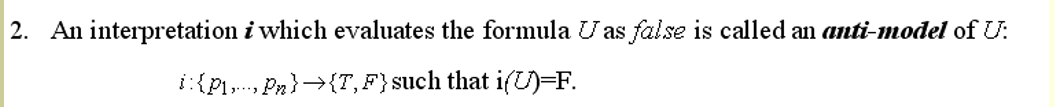 2. An interpretation i which evaluates the formula U as false is called an anti-model of U:
i:{p₁,..., pₙ}→{T,F} such that i(U)=F.